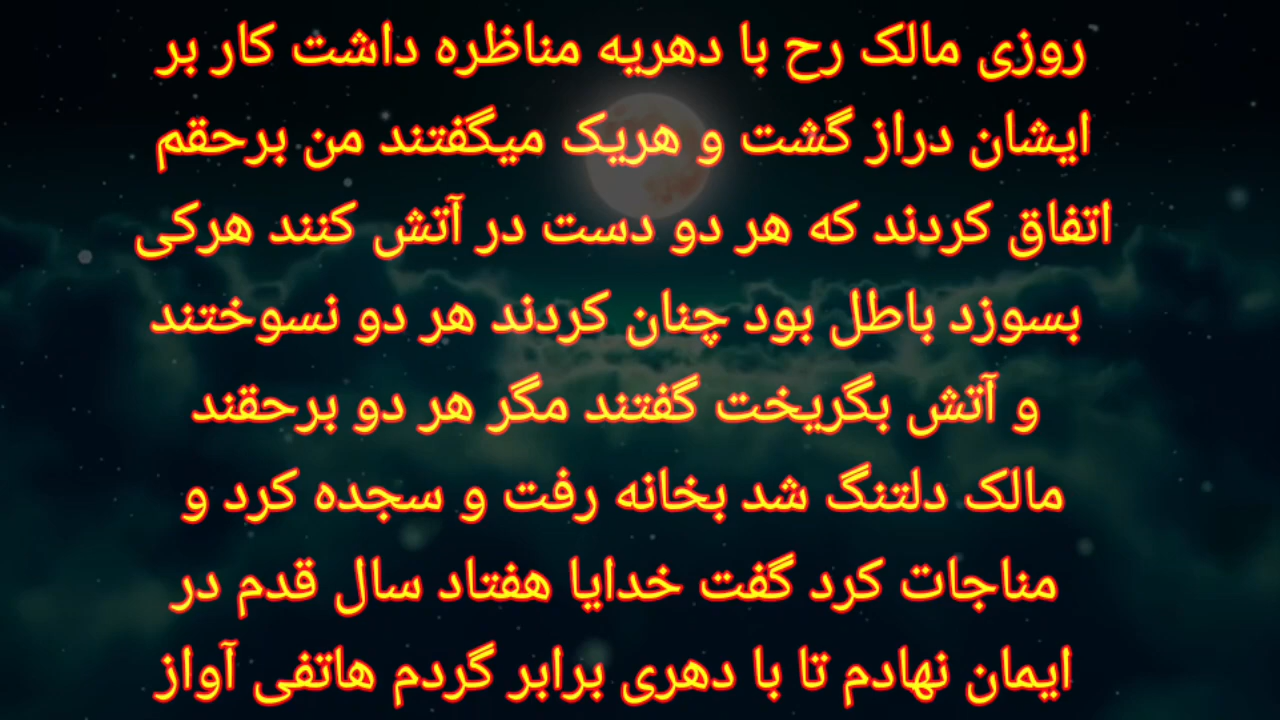 روزی مالک رح با دهریه مناظره داشت کار بر
ایشان دراز گشت و هریک میگفتند من برحقم
اتفاق کردند که هر دو دست در آتش کنند هرکی
بسوزد باطل بود چنان کردند هر دو نسوختند
و آتش بگریخت گفتند مگر هر دو برحقند
مالک دلتنگ شد بخانه رفت و سجده کرد و
مناجات کرد گفت خدایا هفتاد سال قدم در
ایمان نهادم تا با دهری برابر گردم هاتفی آواز